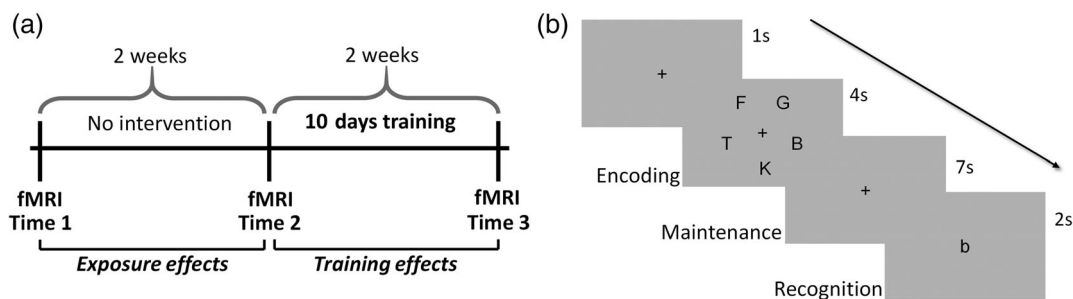 (a)
2 weeks
2 weeks
No intervention
10 days training
fMRI
Time 1
fMRI
Time 2
fMRI
Time 3
Exposure effects
Training effects
(b)
+
1s
F G
+
T B
K
4s
Encoding
+
7s
Maintenance
b
2s
Recognition